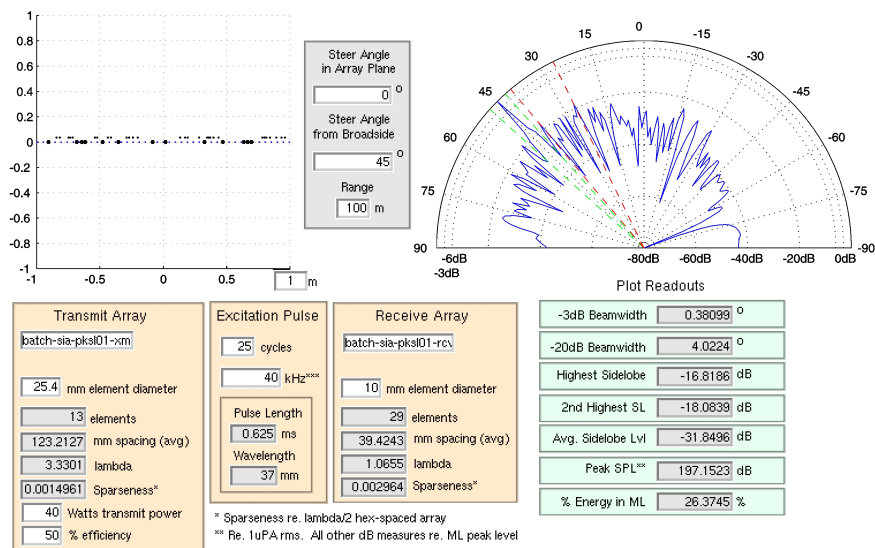 1
0.8
0.6
0.4
0.2
0
-0.2
-0.4
-0.6
-0.8
-1
-1 -0.5 0 0.5 1
1 m
Steer Angle
in Array Plane
0 o
Steer Angle
from Broadside
45 o
Range
100 m
-0
15 -15
30 -30
45 -45
60 -60
75 -75
90 -90
-6dB -80dB -60dB -40dB -20dB 0dB
-3dB
Plot Readouts
Transmit Array
batch-sia-pksl01-xm
25.4 mm element diameter
13 elements
123.2127 mm spacing (avg)
3.3301 lambda
0.0014961 Sparseness*
40 Watts transmit power
50 % efficiency
Excitation Pulse
25 cycles
40 kHz***
Pulse Length
0.625 ms
Wavelength
37 mm
Receive Array
batch-sia-pksl01-rcv
10 mm element diameter
29 elements
39.4243 mm spacing (avg)
1.0655 lambda
0.002964 Sparseness*
* Sparseness re. lambda/2 hex-spaced array
** Re. 1uPA rms. All other dB measures re. ML peak level
-3dB Beamwidth 0.38099 o
-20dB Beamwidth 4.0224 o
Highest Sidelobe -16.8186 dB
2nd Highest SL -18.0839 dB
Avg. Sidelobe Lvl -31.8496 dB
Peak SPL** 197.1523 dB
% Energy in ML 26.3745 %